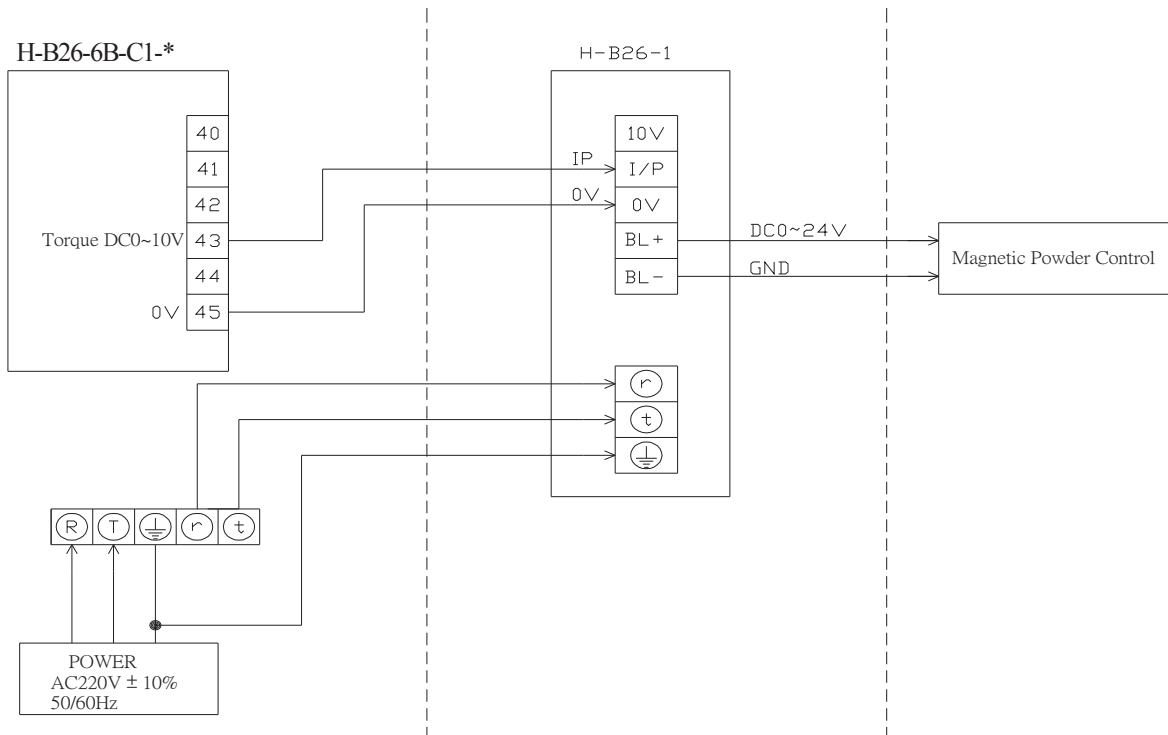 H-B26-6B-C1-*
H-B26-1
40
41
42
Torque DC0~10V 43
44
0V 45
IP
0V
10V
I/P
0V
BL+
BL-
DC0~24V
GND
Magnetic Powder Control
r
t
R T r t
POWER
AC220V ± 10%
50/60Hz